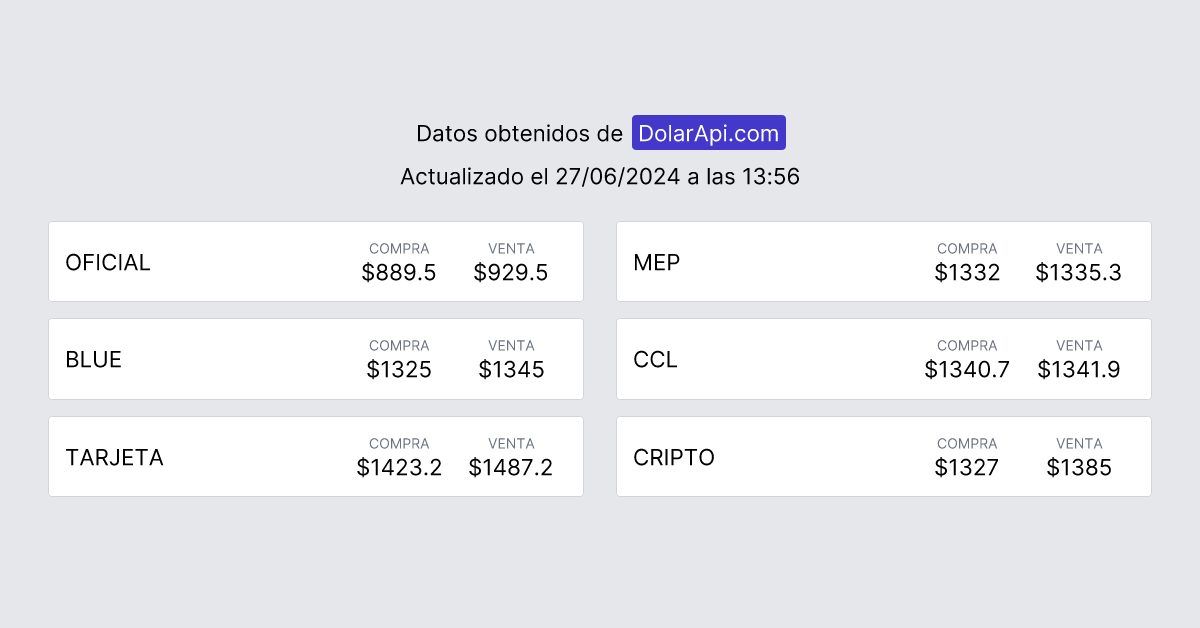 Datos obtenidos de DolarApi.com
Actualizado el 27/06/2024 a las 13:56
OFICIAL
COMPRA VENTA
$889.5 $929.5
MEP
COMPRA VENTA
$1332 $1335.3
BLUE
COMPRA VENTA
$1325 $1345
CCL
COMPRA VENTA
$1340.7 $1341.9
TARJETA
COMPRA VENTA
$1423.2 $1487.2
CRIPTO
COMPRA VENTA
$1327 $1385